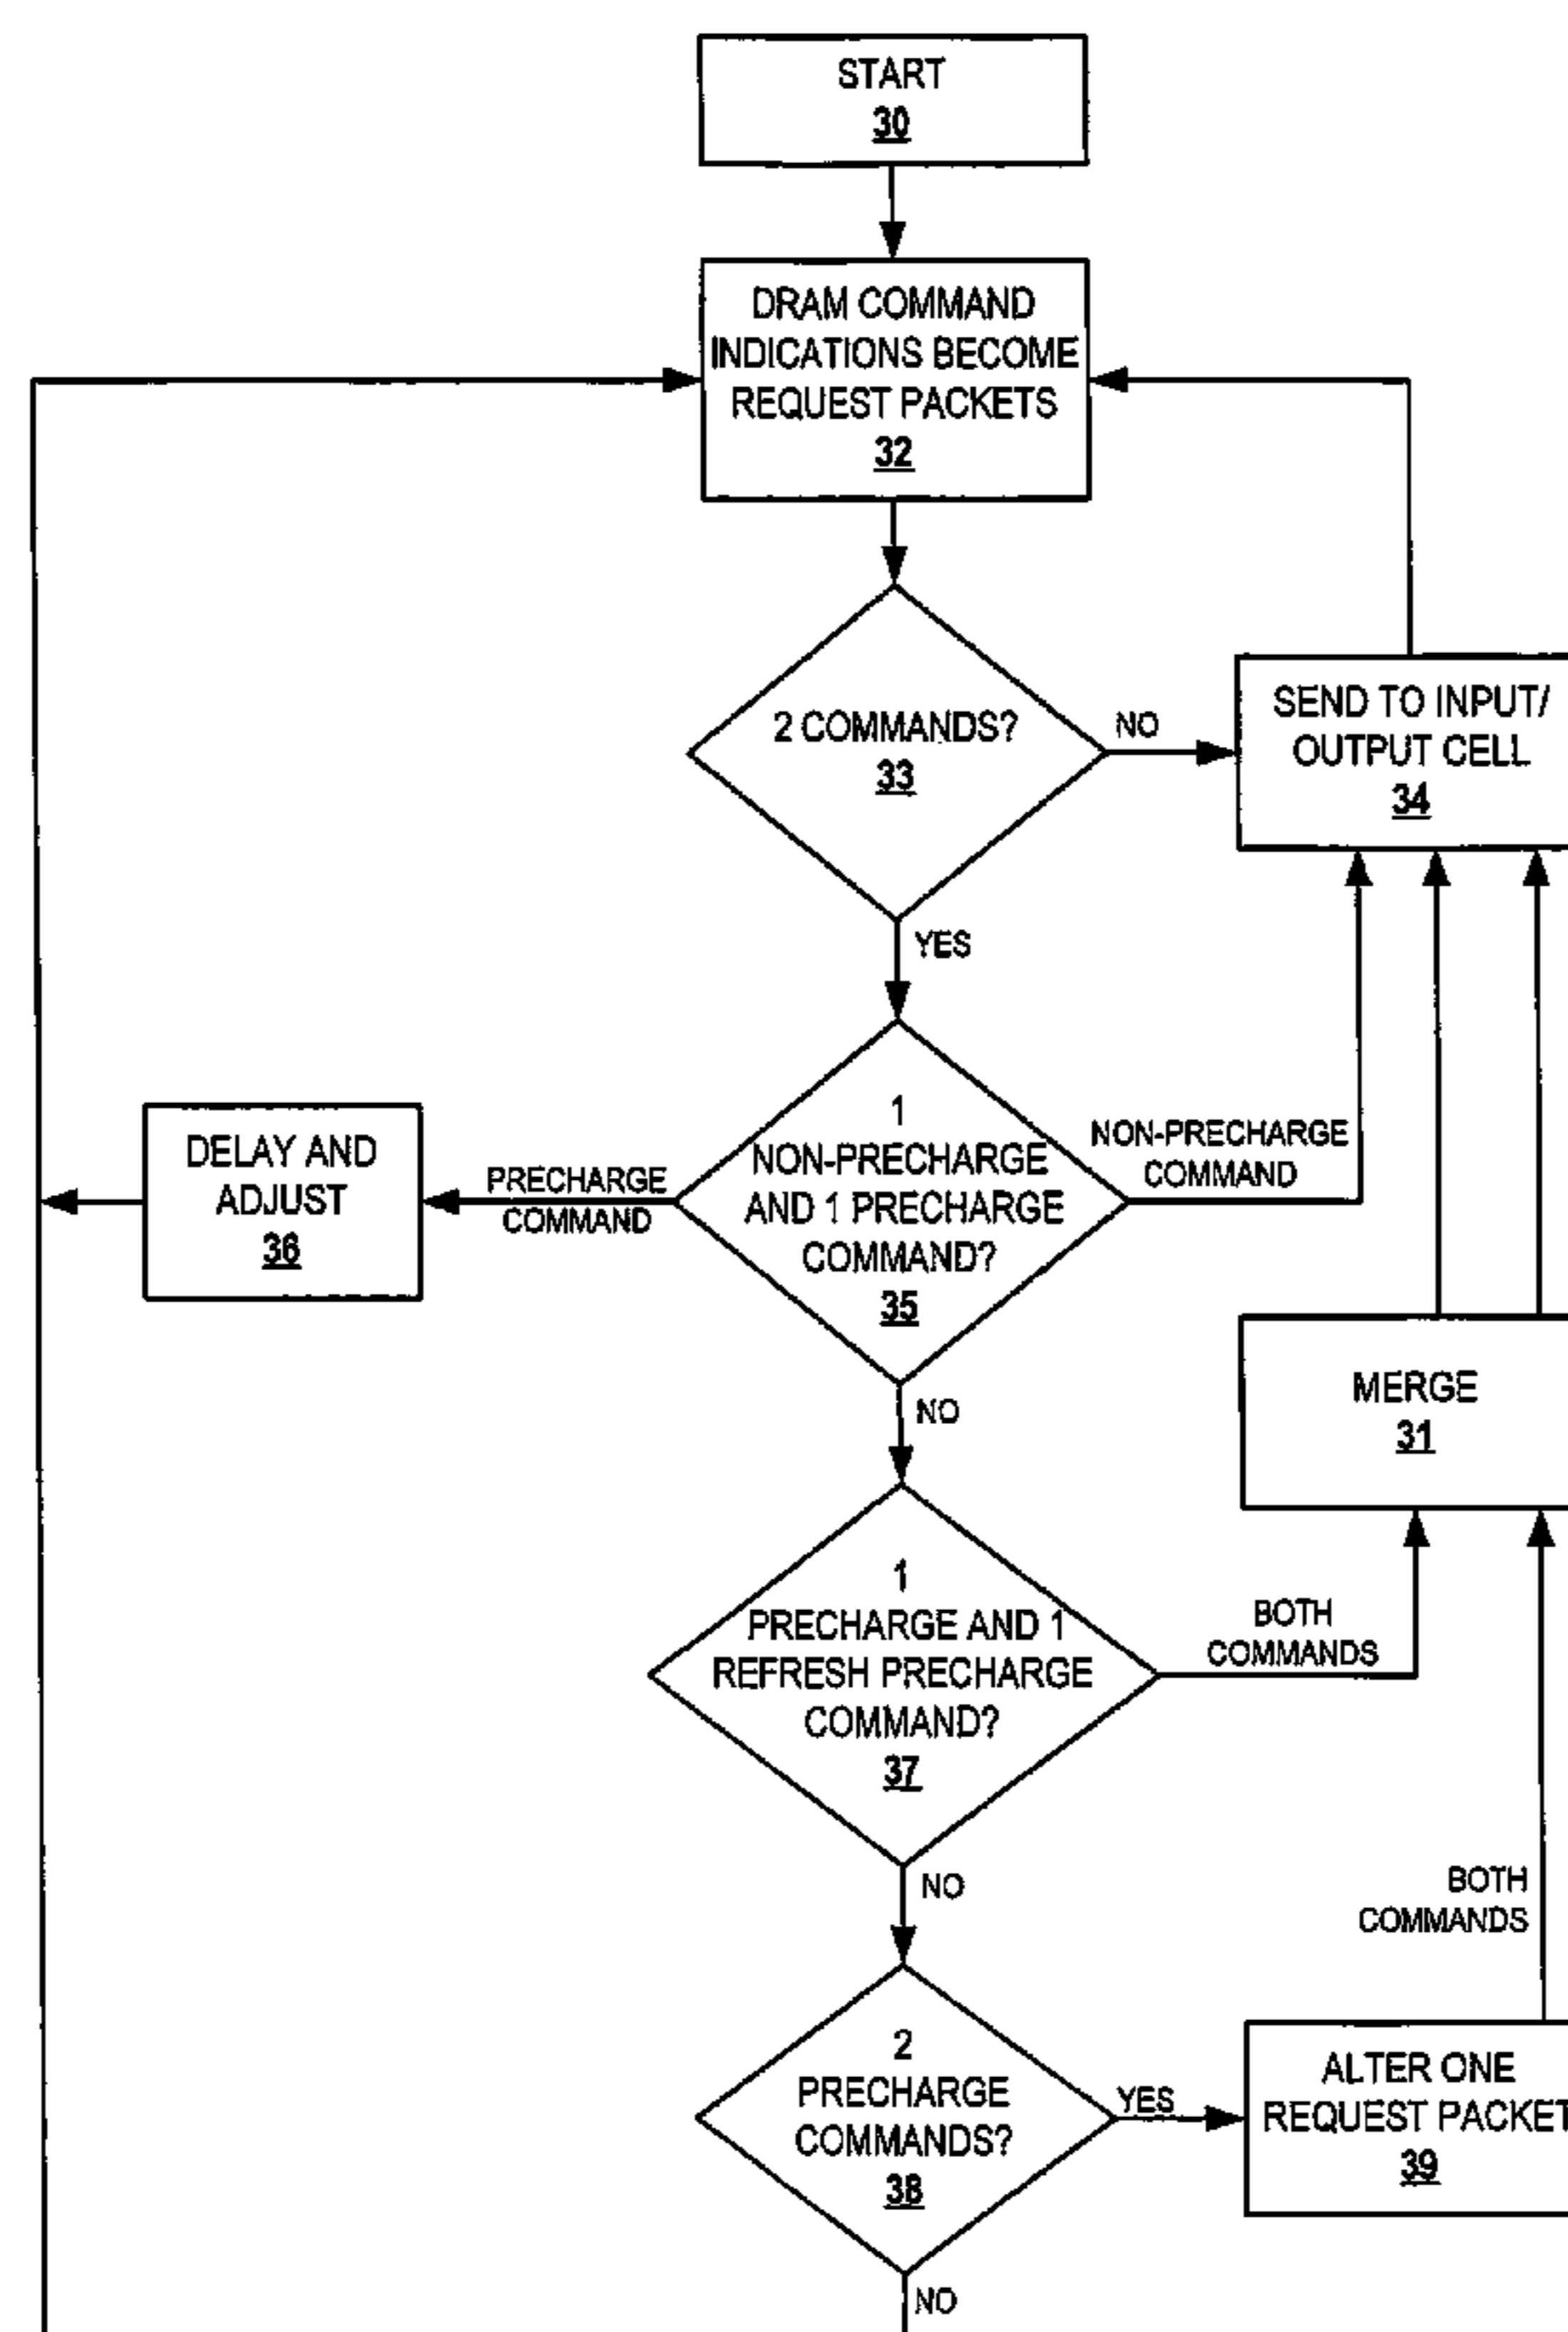 START
30
DRAM COMMAND
INDICATIONS BECOME
REQUEST PACKETS
32
2 COMMANDS?
33
NO
SEND TO INPUT/
OUTPUT CELL
34
YES
1
NON-PRECHARGE
AND 1 PRECHARGE
COMMAND?
35
NON-PRECHARGE
COMMAND
PRECHARGE
COMMAND
DELAY AND
ADJUST
36
NO
MERGE
31
1
PRECHARGE AND 1
REFRESH PRECHARGE
COMMAND?
37
BOTH
COMMANDS
NO
BOTH
COMMANDS
2
PRECHARGE
COMMANDS?
38
YES
ALTER ONE
REQUEST PACKET
39
NO